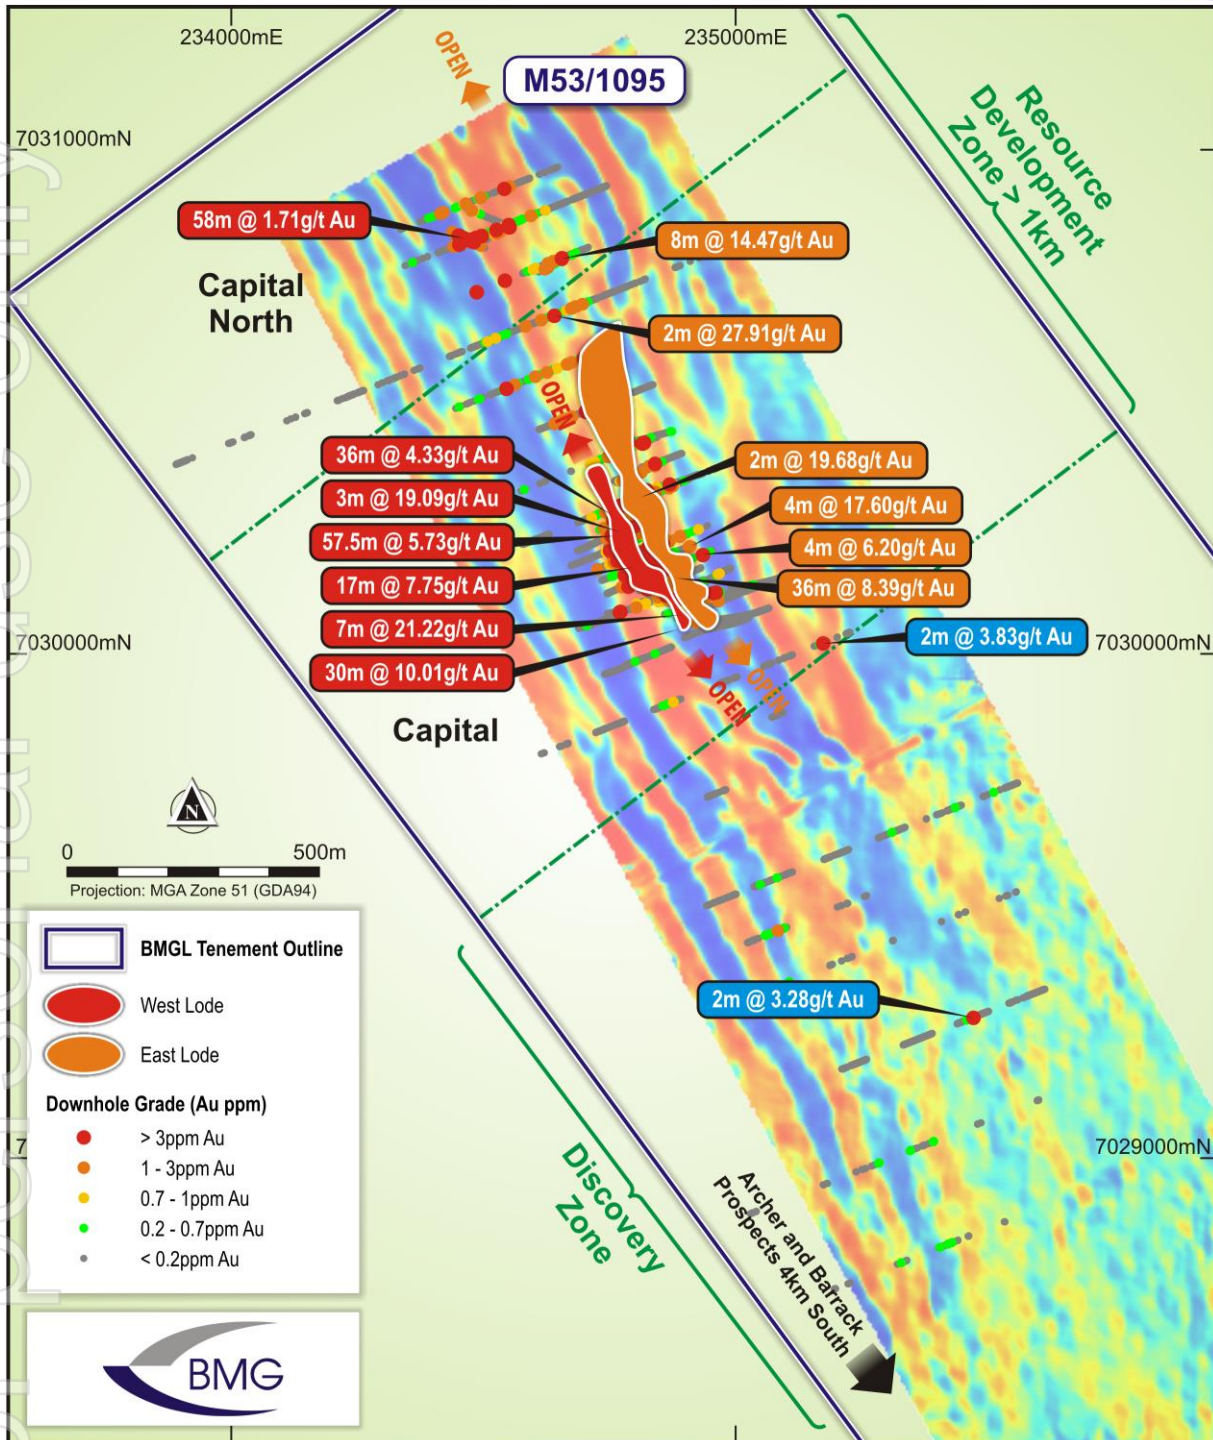 234000mE
235000mE
OPEN
M53/1095
7031000mN
Resource
Development
Zone > 1km
58m @ 1.71g/t Au
8m @ 14.47g/t Au
Capital
North
2m @ 27.91g/t Au
OPEN
36m @ 4.33g/t Au
2m @ 19.68g/t Au
3m @ 19.09g/t Au
4m @ 17.60g/t Au
57.5m @ 5.73g/t Au
4m @ 6.20g/t Au
17m @ 7.75g/t Au
36m @ 8.39g/t Au
7m @ 21.22g/t Au
2m @ 3.83g/t Au
7030000mN
7030000mN
30m @ 10.01g/t Au
OPEN
OPEN
Capital
N
0 500m
Projection: MGA Zone 51 (GDA94)
BMGL Tenement Outline
West Lode
East Lode
Downhole Grade (Au ppm)
> 3ppm Au
1 - 3ppm Au
0.7 - 1ppm Au
0.2 - 0.7ppm Au
< 0.2ppm Au
2m @ 3.28g/t Au
7
7029000mN
Discovery
Zone
Archer and Barrack
Prospects 4km South
BMG